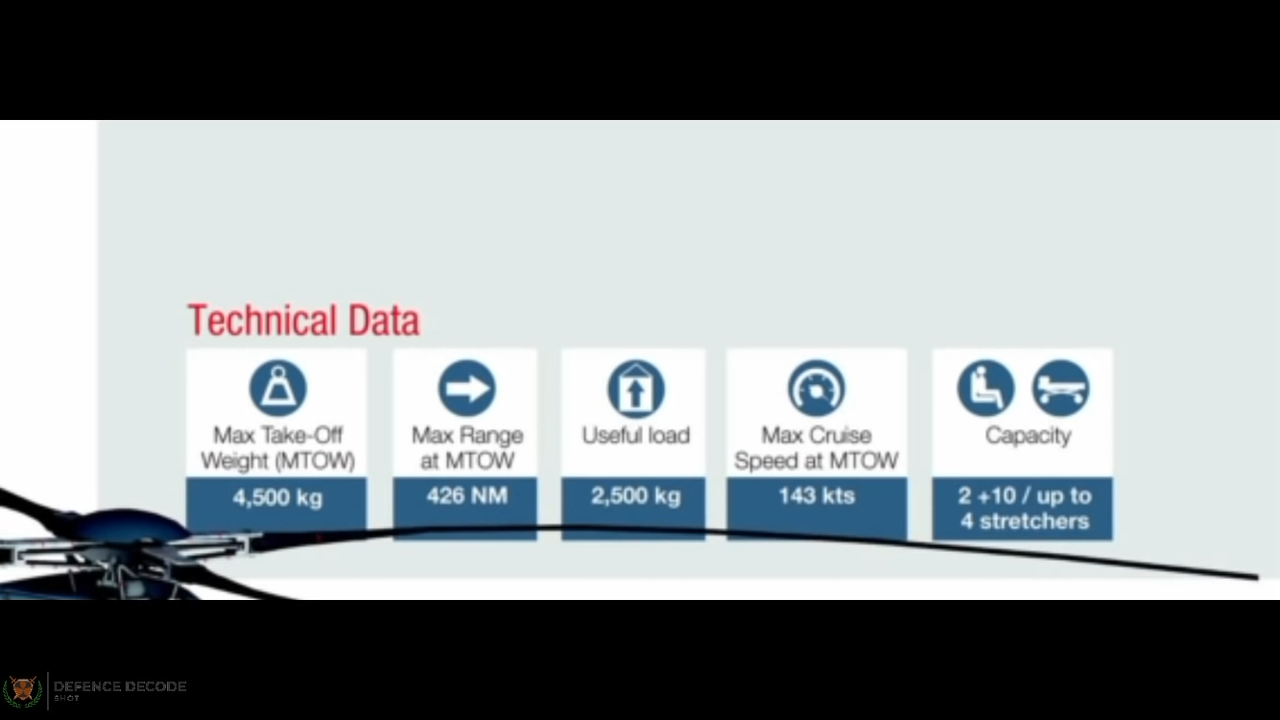 Technical Data
Max Take-Off
Weight (MTOW)
4,500 kg
Max Range
at MTOW
426 NM
Useful load
2,500 kg
Max Cruise
Speed at MTOW
143 kts
Capacity
2 +10 / up to
4 stretchers
DEFENCE DECODE
SHOT